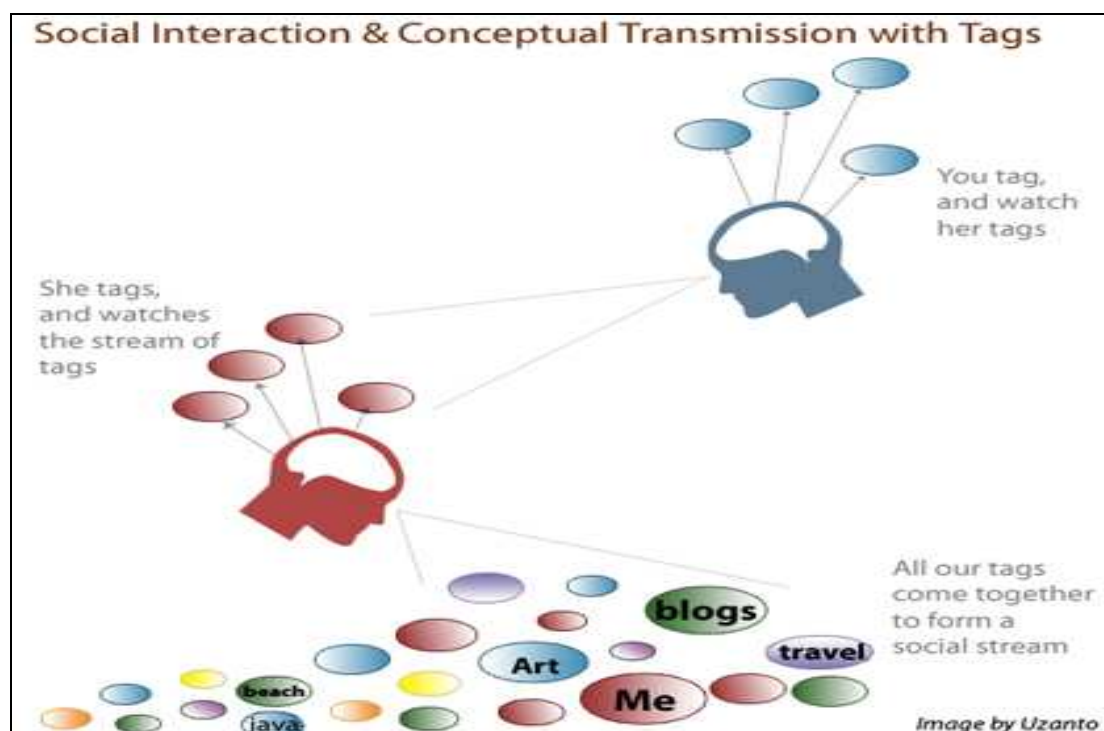 Social Interaction & Conceptual Transmission with Tags
You tag,
and watch
her tags
She tags,
and watches
the stream of
tags
All our tags
come together
to form a
social stream
blogs
travel
Art
beach
Me
java
Image by Uzanto